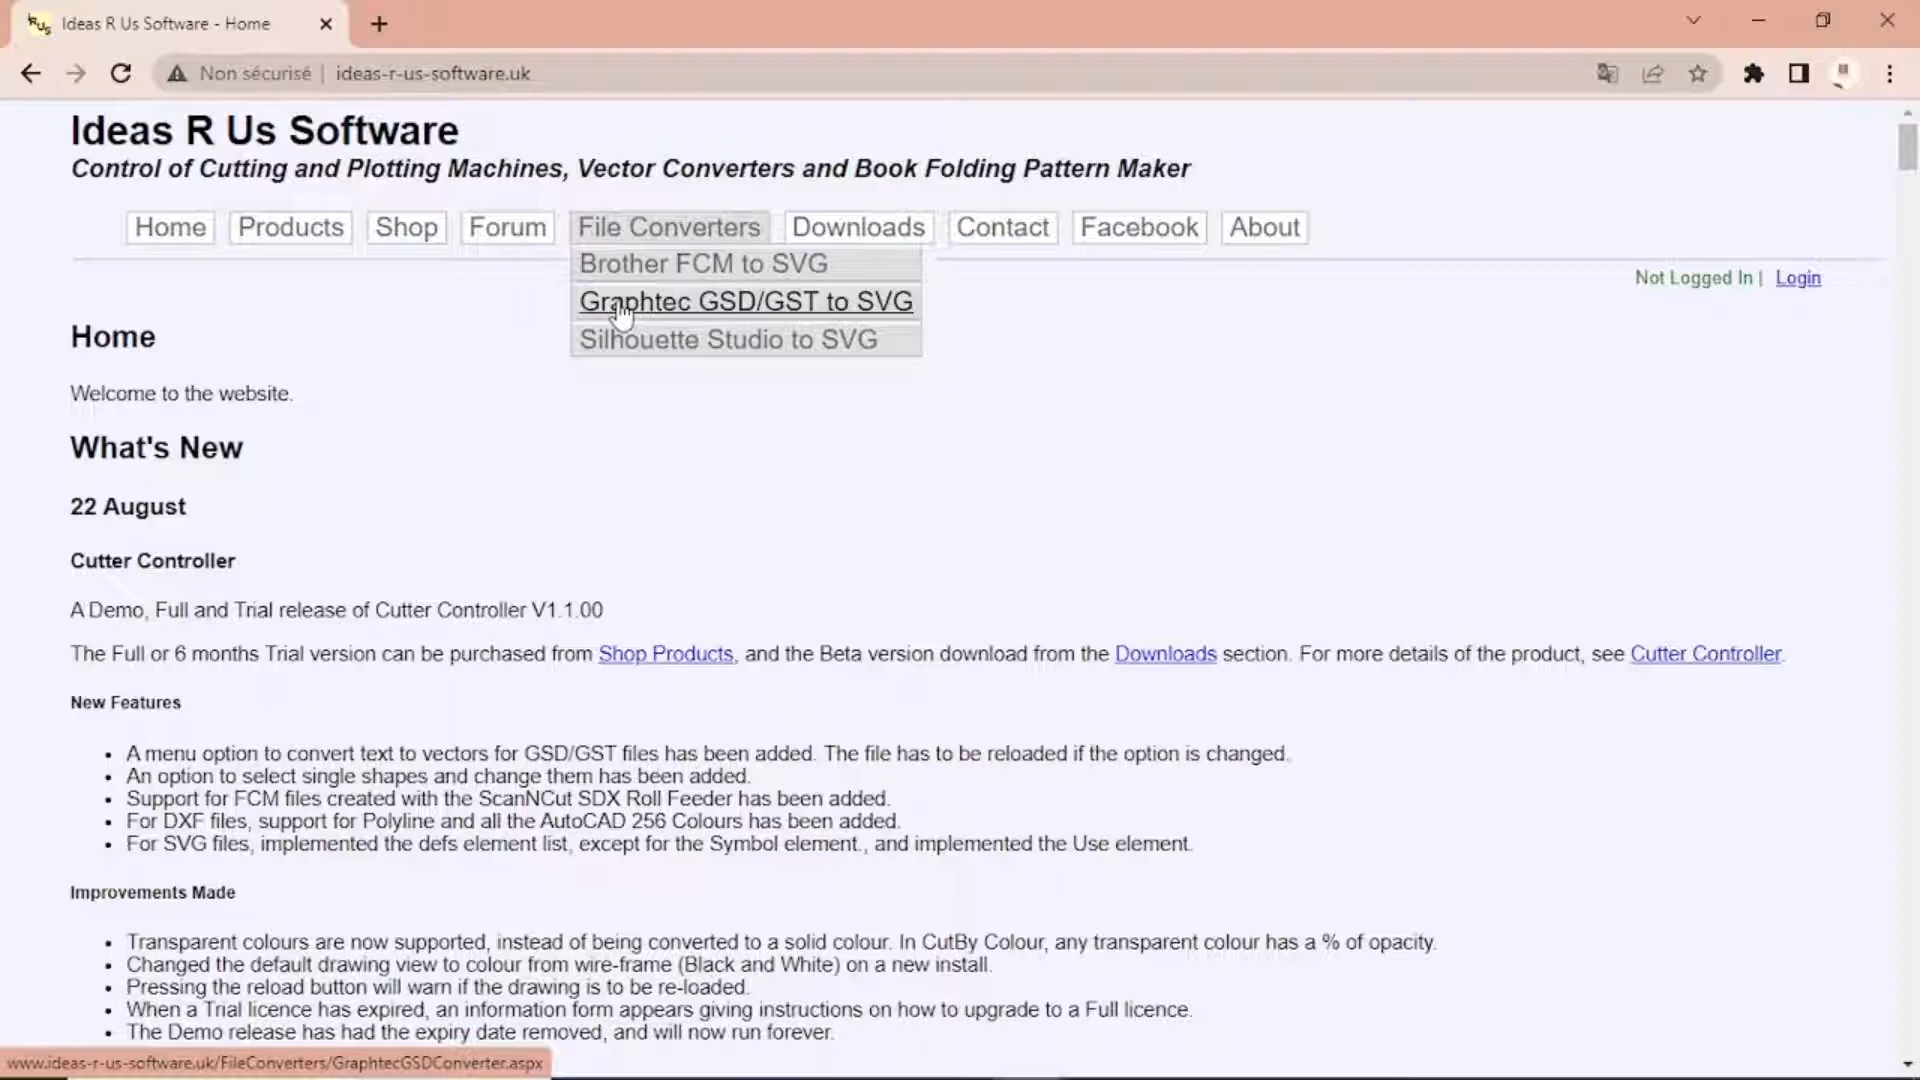 Ideas R Us Software - Home
Non sécurisé | ideas-r-us-software.uk
Ideas R Us Software
Control of Cutting and Plotting Machines, Vector Converters and Book Folding Pattern Maker
Home Products Shop Forum File Converters Downloads Contact Facebook About
Brother FCM to SVG
Graphtec GSD/GST to SVG
Silhouette Studio to SVG
Not Logged In | Login
Home
Welcome to the website.
What's New
22 August
Cutter Controller
A Demo, Full and Trial release of Cutter Controller V1.1.00
The Full or 6 months Trial version can be purchased from Shop Products, and the Beta version download from the Downloads section. For more details of the product, see Cutter Controller.
New Features
• A menu option to convert text to vectors for GSD/GST files has been added. The file has to be reloaded if the option is changed.
• An option to select single shapes and change them has been added.
• Support for FCM files created with the ScanNCut SDX Roll Feeder has been added.
• For DXF files, support for Polyline and all the AutoCAD 256 Colours has been added.
• For SVG files, implemented the defs element list, except for the Symbol element., and implemented the Use element.
Improvements Made
• Transparent colours are now supported, instead of being converted to a solid colour. In CutBy Colour, any transparent colour has a % of opacity.
• Changed the default drawing view to colour from wire-frame (Black and White) on a new install.
• Pressing the reload button will warn if the drawing is to be re-loaded.
• When a Trial licence has expired, an information form appears giving instructions on how to upgrade to a Full licence.
• The Demo release has had the expiry date removed, and will now run forever.
www.ideas-r-us-software.uk/FileConverters/GraphtecGSDConverter.aspx